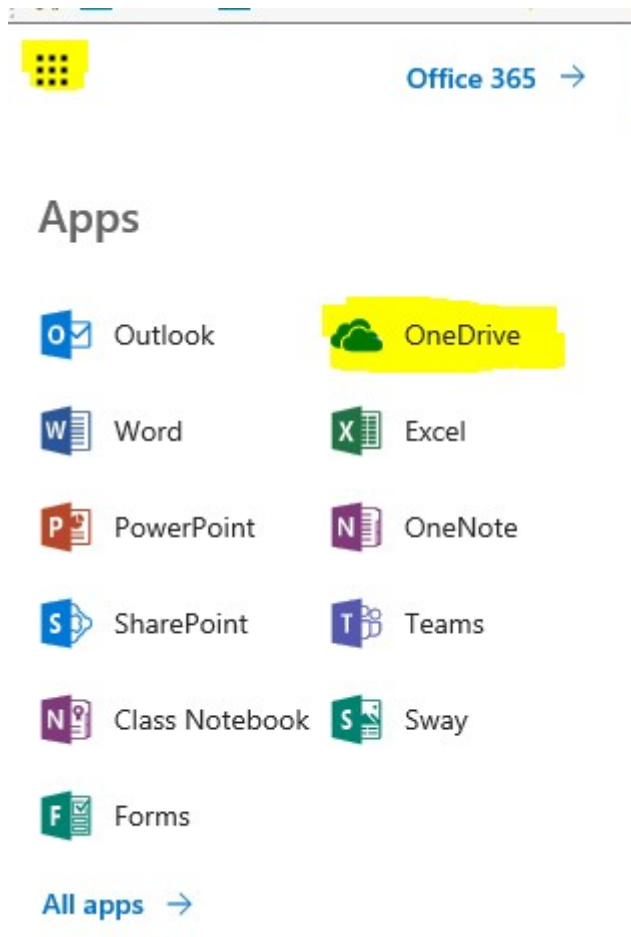 Office 365 →
Apps
Outlook
OneDrive
Word
Excel
PowerPoint
OneNote
SharePoint
Teams
Class Notebook
Sway
Forms
All apps →